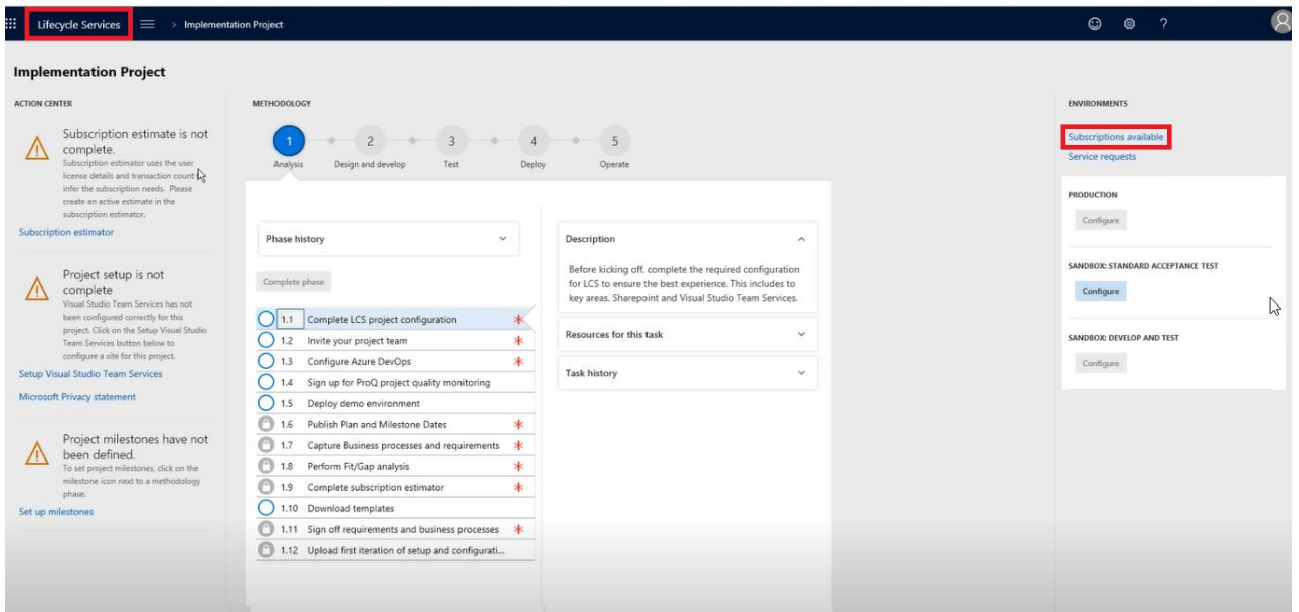 Lifecycle Services > Implementation Project ?
Implementation Project
ACTION CENTER
Subscription estimate is not
complete.
Subscription estimator uses the user
license details and transaction count
infer the subscription needs. Please
create an active estimate in the
subscription estimator.
Subscription estimator
Project setup is not
complete
Visual Studio Team Services has not
been configured correctly for this
project. Click on the Setup Visual Studio
Team Services button below to
configure a site for this project.
Setup Visual Studio Team Services
Microsoft Privacy statement
Project milestones have not
been defined.
To set project milestones, click on the
milestone icon next to a methodology
phase.
Set up milestones
METHODOLOGY
1 2 3 4 5
Analysis Design and develop Test Deploy Operate
Phase history
Complete phase
1.1 Complete LCS project configuration *
1.2 Invite your project team *
1.3 Configure Azure DevOps *
1.4 Sign up for ProQ project quality monitoring
1.5 Deploy demo environment
1.6 Publish Plan and Milestone Dates *
1.7 Capture Business processes and requirements *
1.8 Perform Fit/Gap analysis *
1.9 Complete subscription estimator *
1.10 Download templates
1.11 Sign off requirements and business processes *
1.12 Upload first iteration of setup and configurati...
Description
Before kicking off, complete the required configuration
for LCS to ensure the best experience. This includes to
key areas. Sharepoint and Visual Studio Team Services.
Resources for this task
Task history
ENVIRONMENTS
Subscriptions available
Service requests
PRODUCTION
Configure
SANDBOX: STANDARD ACCEPTANCE TEST
Configure
SANDBOX: DEVELOP AND TEST
Configure